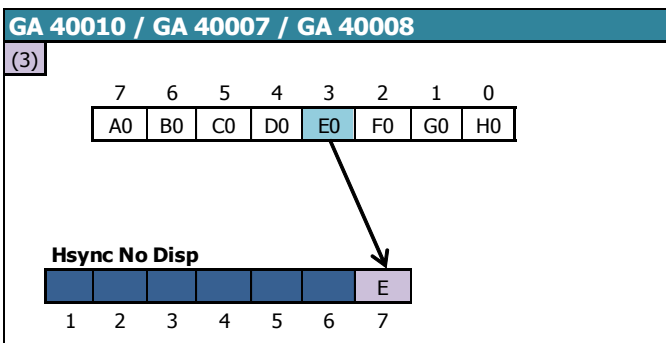 GA 40010 / GA 40007 / GA 40008
(3)
7 6 5 4 3 2 1 0
A0 B0 C0 D0 E0 F0 G0 H0
Hsync No Disp
E
1 2 3 4 5 6 7